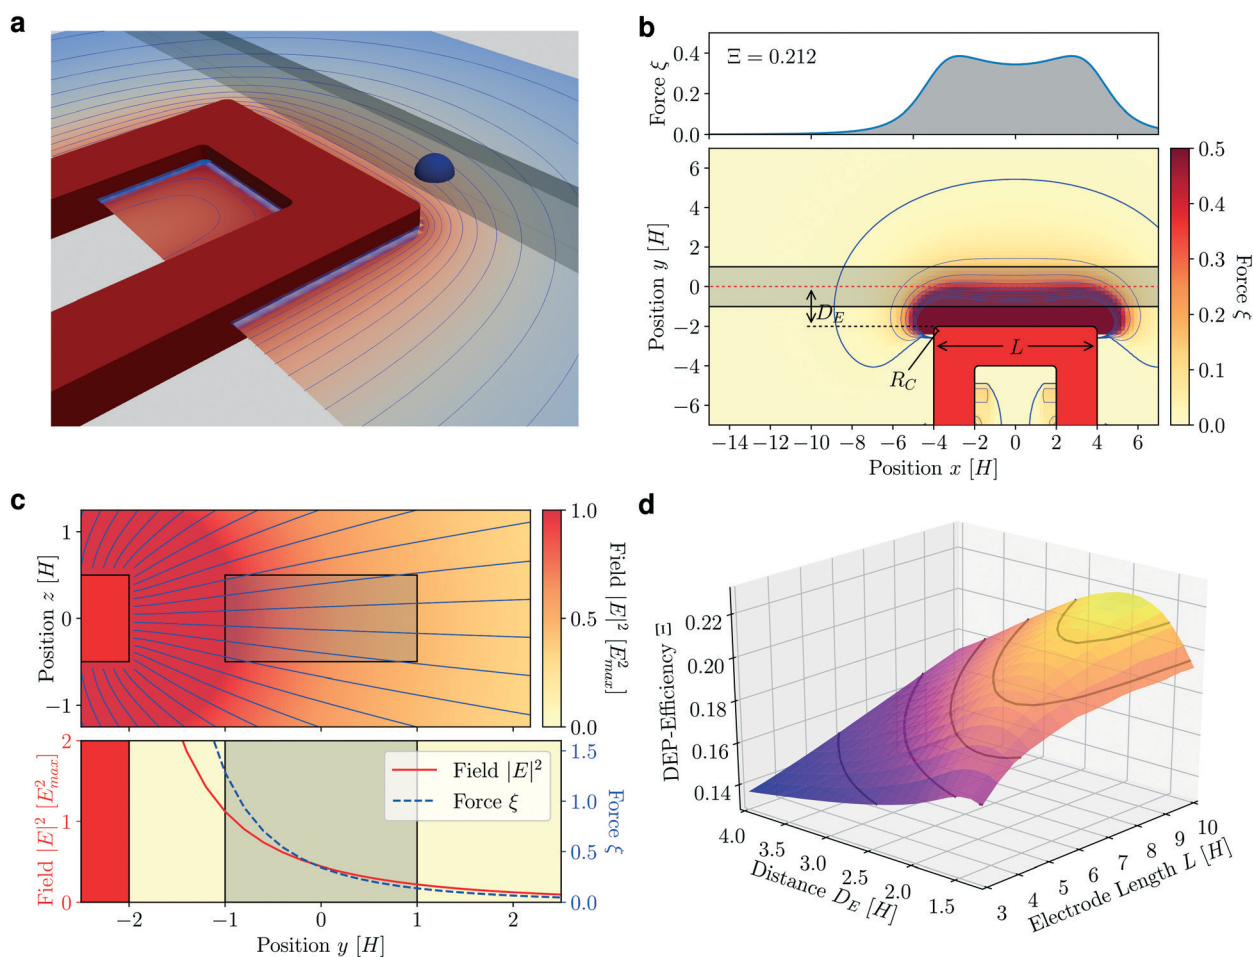 a
b
Force ξ
0.4
0.2
0.0
Ξ = 0.212
Position y [H]
6
4
2
0
−2
−4
−6
D_E
L
R_C
−14 −12 −10 −8 −6 −4 −2 0 2 4 6
Position x [H]
0.5
0.4
0.3
0.2
0.1
0.0
Force ξ
c
Position z [H]
1
0
−1
1.0
0.5
0.0
Field |E|² [E²max]
Field |E|² [E²max]
2
1
0
Field |E|²
Force ξ
1.5
1.0
0.5
0.0
Force ξ
−2 −1 0 1 2
Position y [H]
d
DEP-Efficiency Ξ
0.22
0.20
0.18
0.16
0.14
4.0 3.5 3.0 2.5 2.0 1.5
Distance D_E [H]
3 4 5 6 7 8 9 10
Electrode Length L [H]